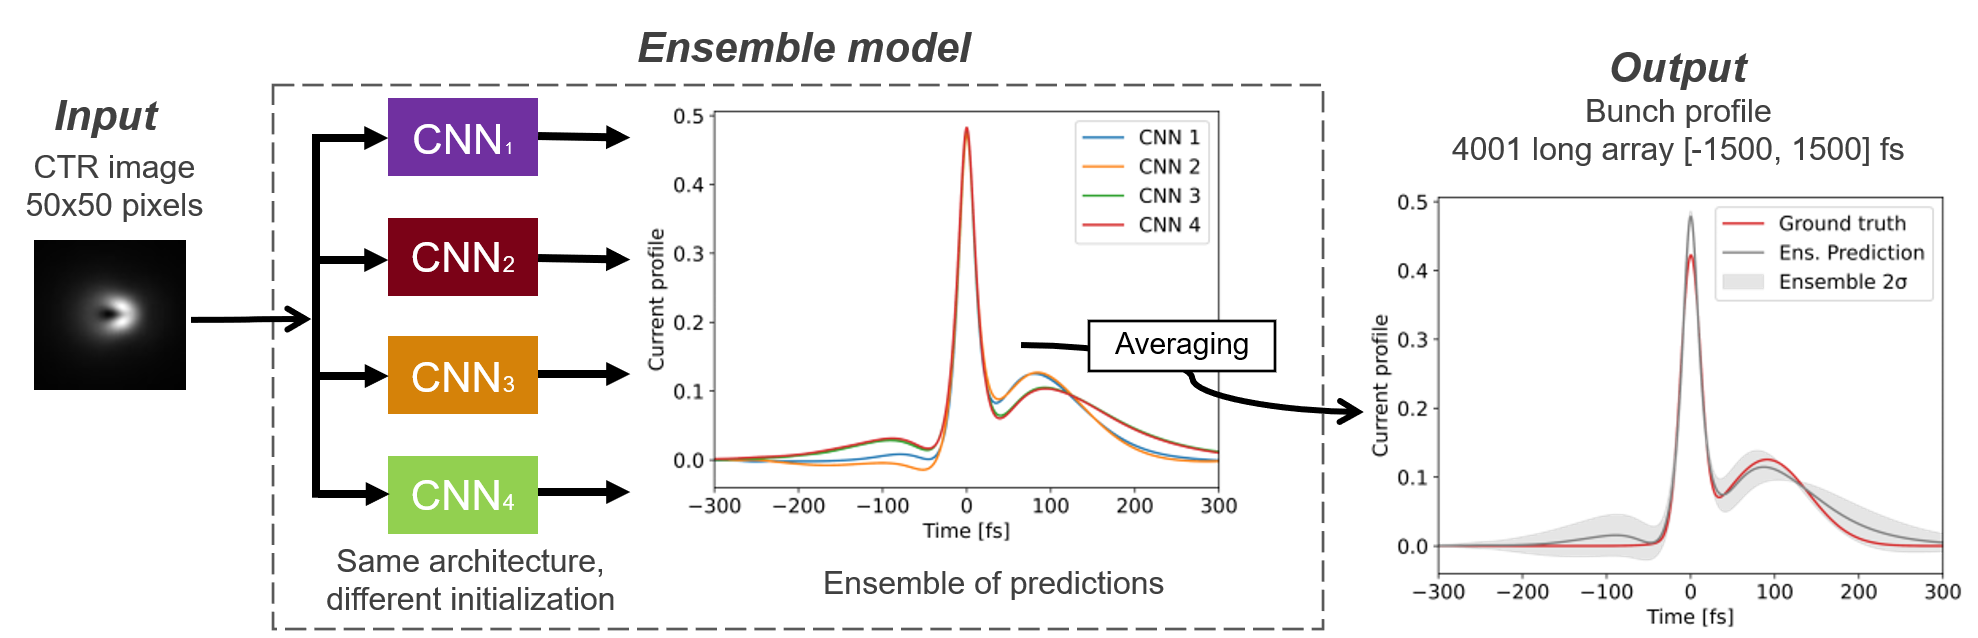 Ensemble model
Input
CTR image
50x50 pixels
CNN1
CNN2
CNN3
CNN4
Same architecture,
different initialization
0.5
0.4
0.3
0.2
0.1
0.0
Current profile
−300 −200 −100 0 100 200 300
Time [fs]
CNN 1
CNN 2
CNN 3
CNN 4
Averaging
Ensemble of predictions
Output
Bunch profile
4001 long array [-1500, 1500] fs
0.5
0.4
0.3
0.2
0.1
0.0
Current profile
−300 −200 −100 0 100 200 300
Time [fs]
Ground truth
Ens. Prediction
Ensemble 2σ